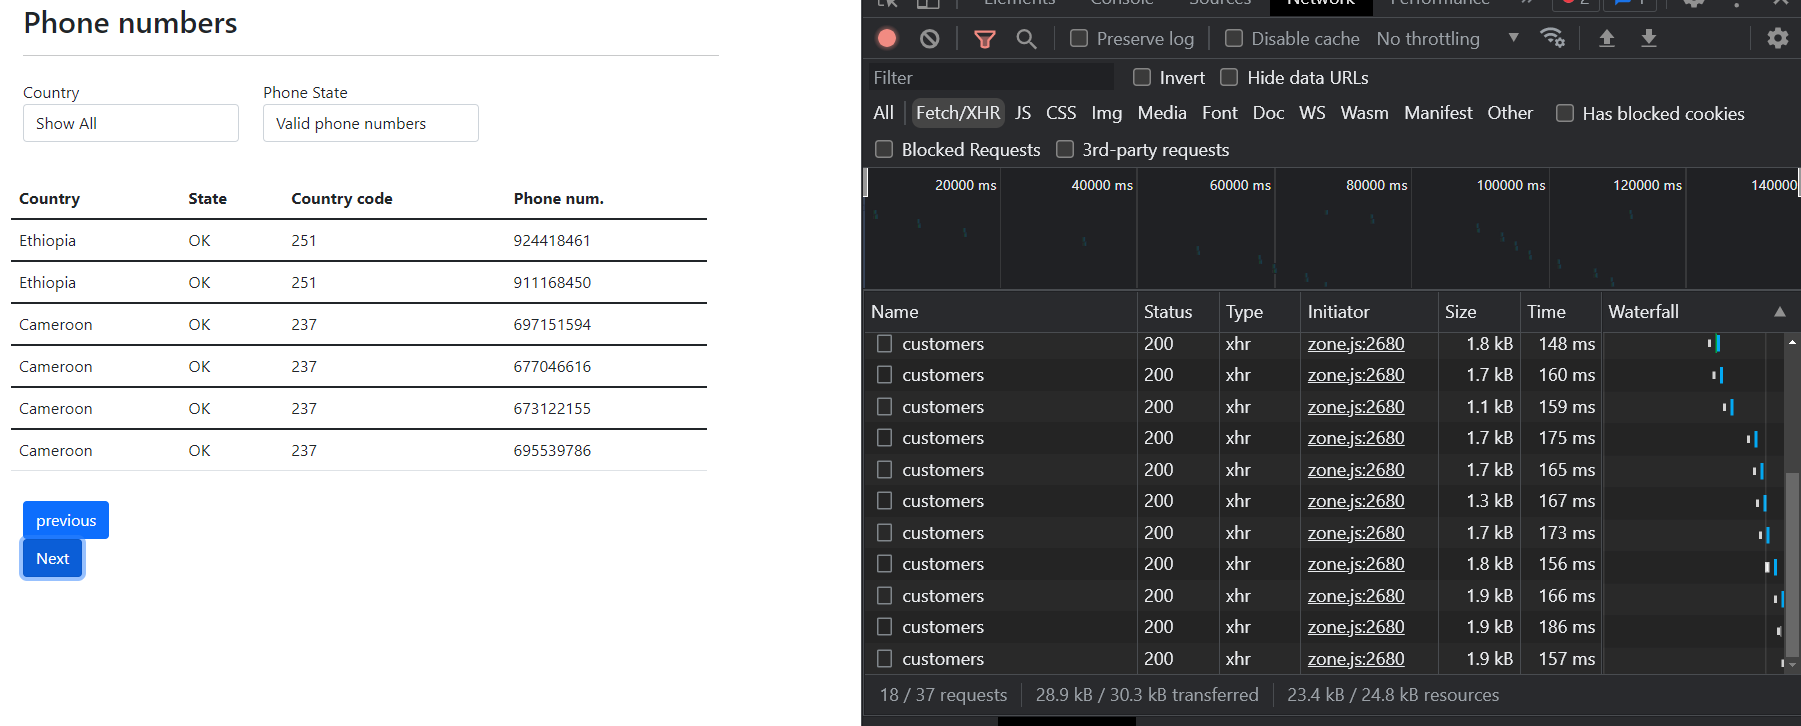 Phone numbers
Country Phone State
Show All Valid phone numbers
Country State Country code Phone num.
Ethiopia OK 251 924418461
Ethiopia OK 251 911168450
Cameroon OK 237 697151594
Cameroon OK 237 677046616
Cameroon OK 237 673122155
Cameroon OK 237 695539786
previous
Next
Elements Console Sources Network Performance » 2 1
Preserve log Disable cache No throttling
Filter Invert Hide data URLs
All Fetch/XHR JS CSS Img Media Font Doc WS Wasm Manifest Other Has blocked cookies
Blocked Requests 3rd-party requests
20000 ms 40000 ms 60000 ms 80000 ms 100000 ms 120000 ms 140000
Name Status Type Initiator Size Time Waterfall
customers 200 xhr zone.js:2680 1.8 kB 148 ms
customers 200 xhr zone.js:2680 1.7 kB 160 ms
customers 200 xhr zone.js:2680 1.1 kB 159 ms
customers 200 xhr zone.js:2680 1.7 kB 175 ms
customers 200 xhr zone.js:2680 1.7 kB 165 ms
customers 200 xhr zone.js:2680 1.3 kB 167 ms
customers 200 xhr zone.js:2680 1.7 kB 173 ms
customers 200 xhr zone.js:2680 1.8 kB 156 ms
customers 200 xhr zone.js:2680 1.9 kB 166 ms
customers 200 xhr zone.js:2680 1.9 kB 186 ms
customers 200 xhr zone.js:2680 1.9 kB 157 ms
18 / 37 requests 28.9 kB / 30.3 kB transferred 23.4 kB / 24.8 kB resources